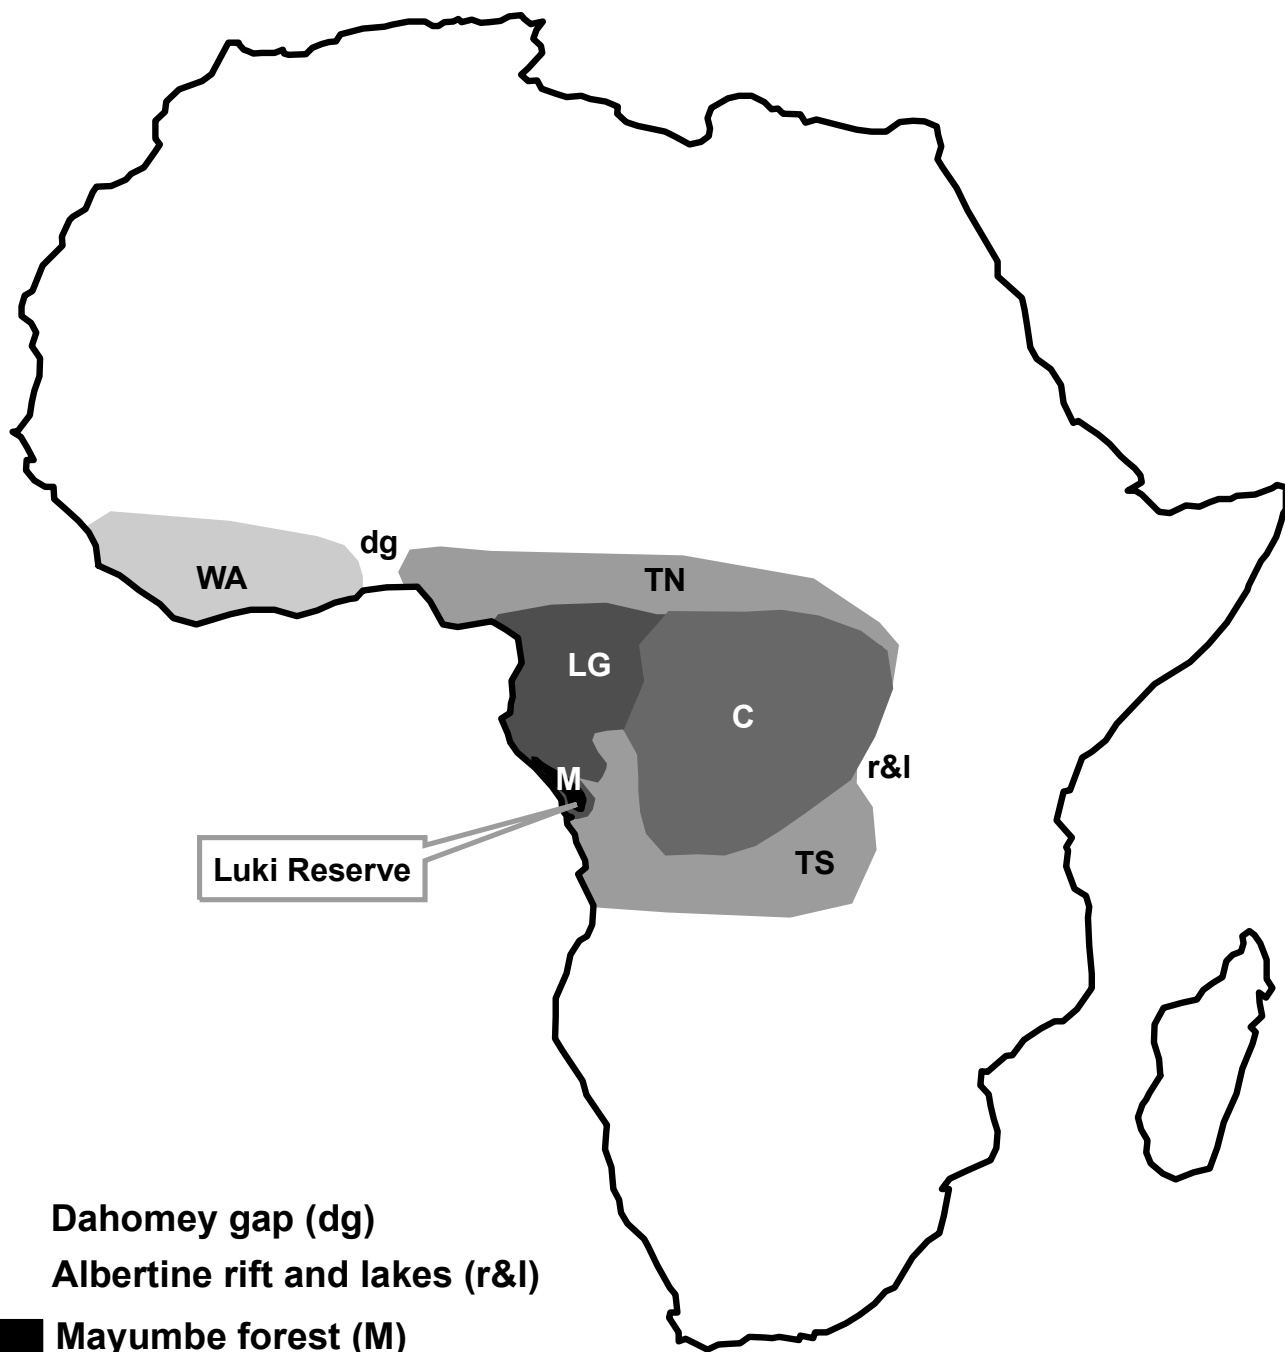 dg
WA
TN
LG
C
r&l
M
Luki Reserve
TS
Dahomey gap (dg)
Albertine rift and lakes (r&l)
Mayumbe forest (M)